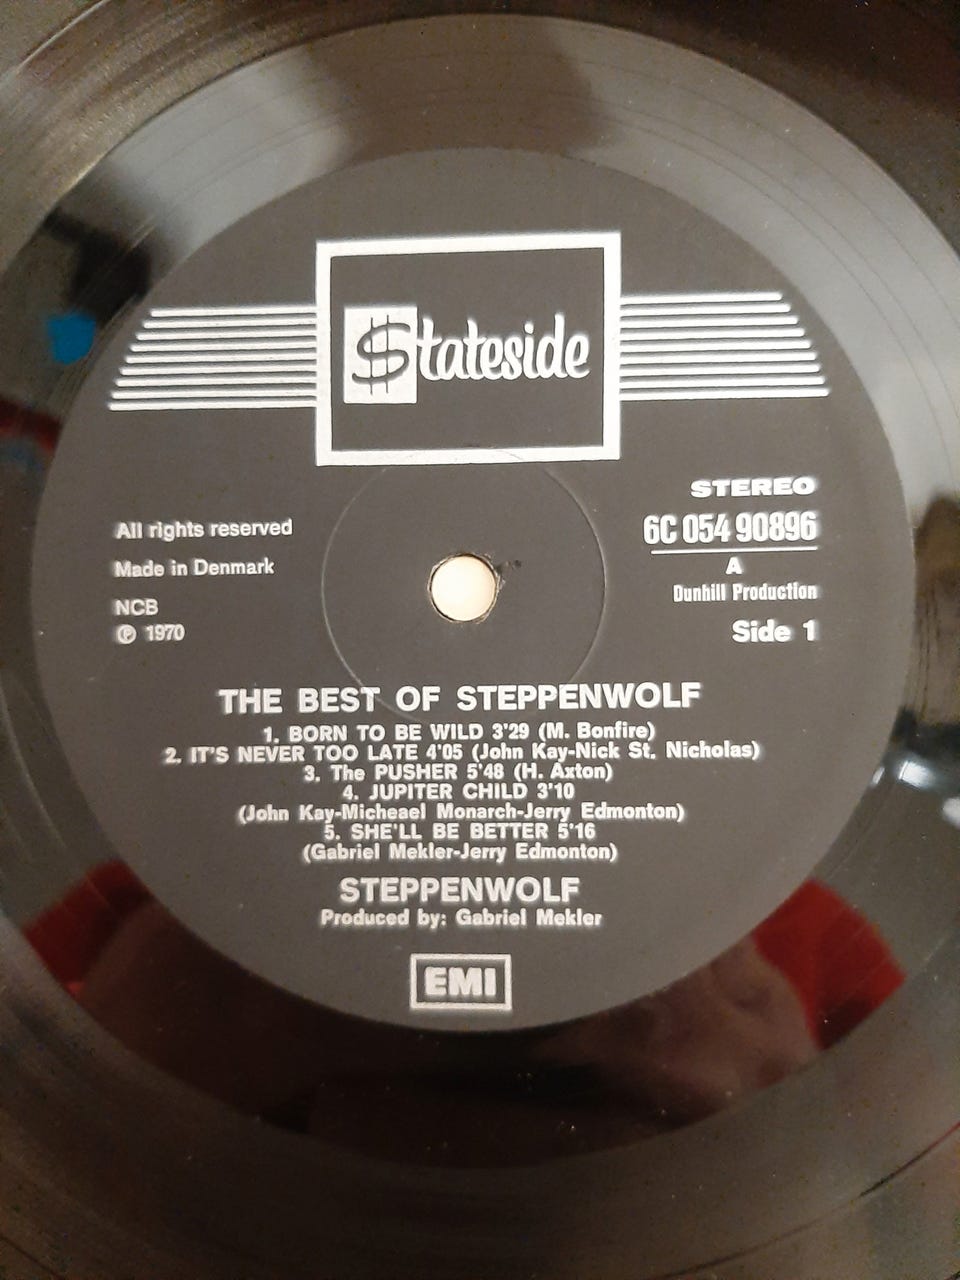 Stateside
STEREO
6C 054 90896
A
Dunhill Production
Side 1
All rights reserved
Made in Denmark
NCB
℗ 1970
THE BEST OF STEPPENWOLF
1. BORN TO BE WILD 3'29 (M. Bonfire)
2. IT'S NEVER TOO LATE 4'05 (John Kay-Nick St. Nicholas)
3. The PUSHER 5'48 (H. Axton)
4. JUPITER CHILD 3'10
(John Kay-Micheael Monarch-Jerry Edmonton)
5. SHE'LL BE BETTER 5'16
(Gabriel Mekler-Jerry Edmonton)
STEPPENWOLF
Produced by: Gabriel Mekler
EMI